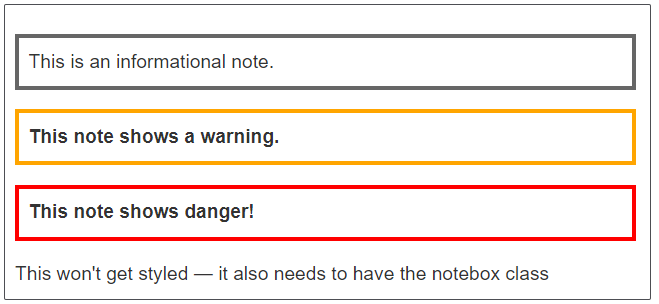 This is an informational note.
This note shows a warning.
This note shows danger!
This won't get styled — it also needs to have the notebox class